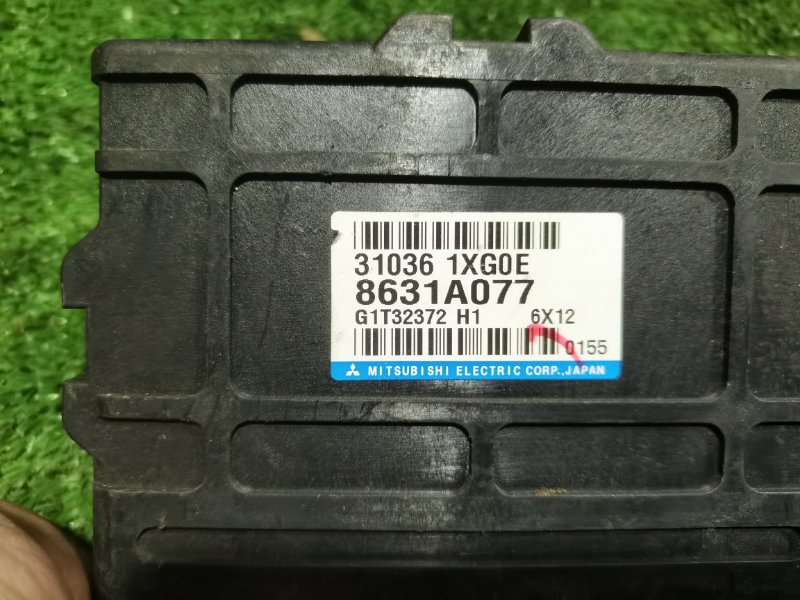 31036 1XG0E
8631A077
G1T32372 H1 6X12
0155
MITSUBISHI ELECTRIC CORP.,JAPAN